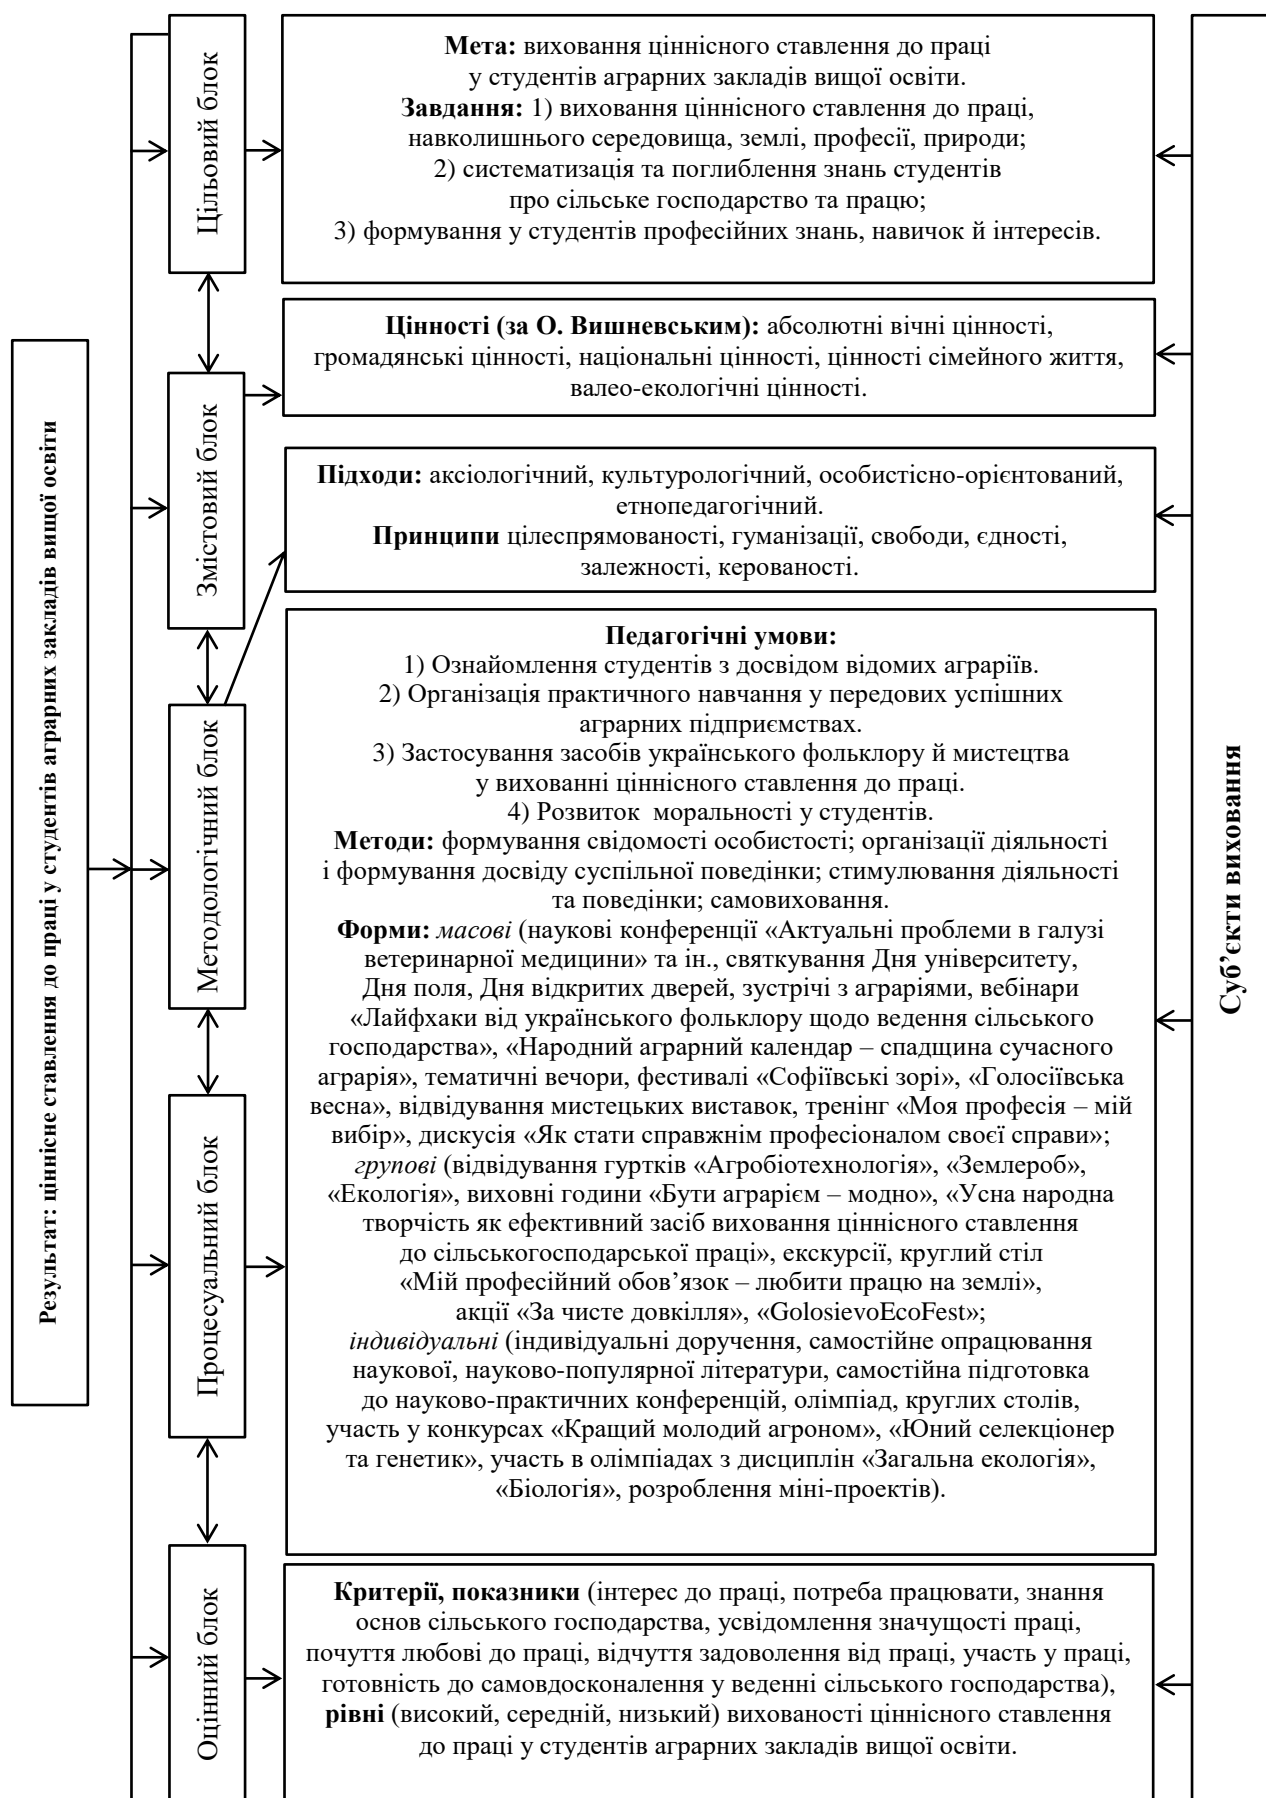 Результат: ціннісне ставлення до праці у студентів аграрних закладів вищої освіти
Цільовий блок
Мета: виховання ціннісного ставлення до праці
у студентів аграрних закладів вищої освіти.
Завдання: 1) виховання ціннісного ставлення до праці,
навколишнього середовища, землі, професії, природи;
2) систематизація та поглиблення знань студентів
про сільське господарство та працю;
3) формування у студентів професійних знань, навичок й інтересів.
Змістовий блок
Цінності (за О. Вишневським): абсолютні вічні цінності,
громадянські цінності, національні цінності, цінності сімейного життя,
валео-екологічні цінності.
Методологічний блок
Підходи: аксіологічний, культурологічний, особистісно-орієнтований,
етнопедагогічний.
Принципи цілеспрямованості, гуманізації, свободи, єдності,
залежності, керованості.
Процесуальний блок
Педагогічні умови:
1) Ознайомлення студентів з досвідом відомих аграріїв.
2) Організація практичного навчання у передових успішних
аграрних підприємствах.
3) Застосування засобів українського фольклору й мистецтва
у вихованні ціннісного ставлення до праці.
4) Розвиток моральності у студентів.
Методи: формування свідомості особистості; організації діяльності
і формування досвіду суспільної поведінки; стимулювання діяльності
та поведінки; самовиховання.
Форми: масові (наукові конференції «Актуальні проблеми в галузі
ветеринарної медицини» та ін., святкування Дня університету,
Дня поля, Дня відкритих дверей, зустрічі з аграріями, вебінари
«Лайфхаки від українського фольклору щодо ведення сільського
господарства», «Народний аграрний календар – спадщина сучасного
аграрія», тематичні вечори, фестивалі «Софіївські зорі», «Голосіївська
весна», відвідування мистецьких виставок, тренінг «Моя професія – мій
вибір», дискусія «Як стати справжнім професіоналом своєї справи»;
групові (відвідування гуртків «Агробіотехнологія», «Землероб»,
«Екологія», виховні години «Бути аграрієм – модно», «Усна народна
творчість як ефективний засіб виховання ціннісного ставлення
до сільськогосподарської праці», екскурсії, круглий стіл
«Мій професійний обов’язок – любити працю на землі»,
акції «За чисте довкілля», «GolosievoEcoFest»;
індивідуальні (індивідуальні доручення, самостійне опрацювання
наукової, науково-популярної літератури, самостійна підготовка
до науково-практичних конференцій, олімпіад, круглих столів,
участь у конкурсах «Кращий молодий агроном», «Юний селекціонер
та генетик», участь в олімпіадах з дисциплін «Загальна екологія»,
«Біологія», розроблення міні-проектів).
Оцінний блок
Критерії, показники (інтерес до праці, потреба працювати, знання
основ сільського господарства, усвідомлення значущості праці,
почуття любові до праці, відчуття задоволення від праці, участь у праці,
готовність до самовдосконалення у веденні сільського господарства),
рівні (високий, середній, низький) вихованості ціннісного ставлення
до праці у студентів аграрних закладів вищої освіти.
Суб’єкти виховання